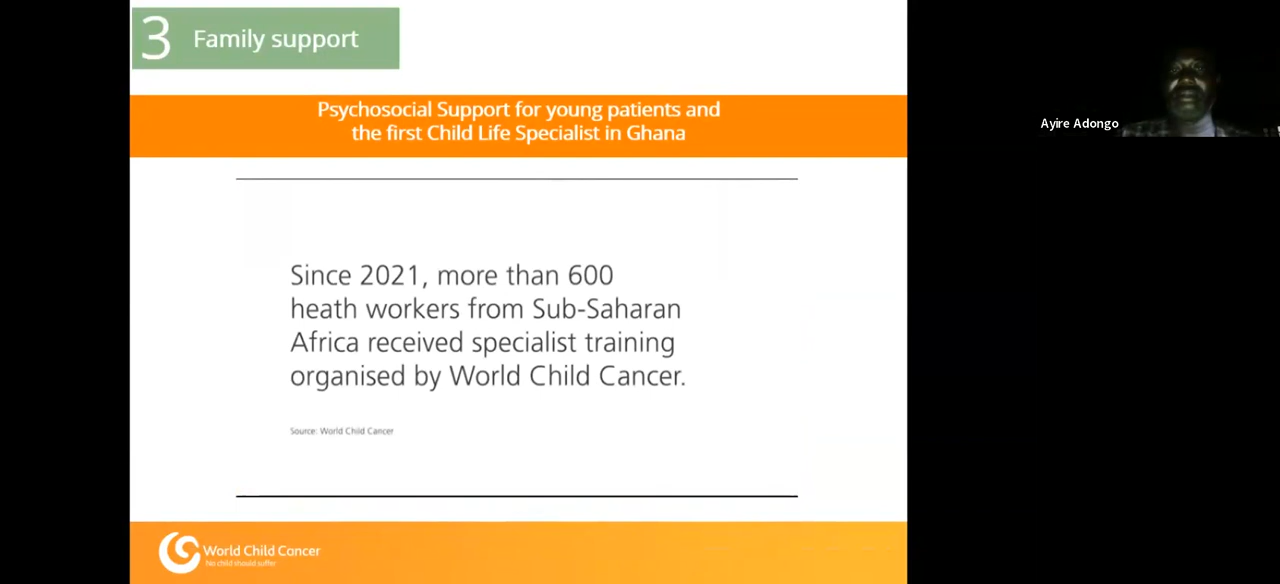 3 Family support
Psychosocial Support for young patients and
the first Child Life Specialist in Ghana
Since 2021, more than 600
heath workers from Sub-Saharan
Africa received specialist training
organised by World Child Cancer.
Source: World Child Cancer
World Child Cancer
No child should suffer
Ayire Adongo